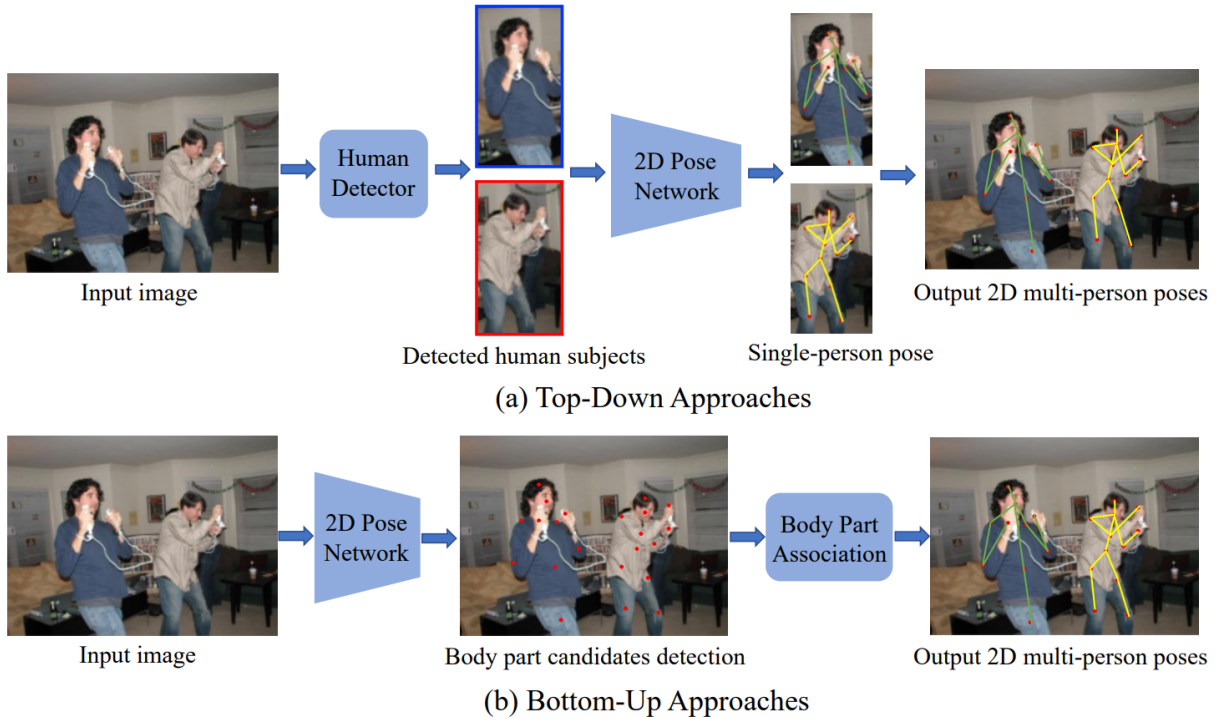 Human
Detector
2D Pose
Network
Input image
Detected human subjects
Single-person pose
Output 2D multi-person poses
(a) Top-Down Approaches
2D Pose
Network
Body Part
Association
Input image
Body part candidates detection
Output 2D multi-person poses
(b) Bottom-Up Approaches